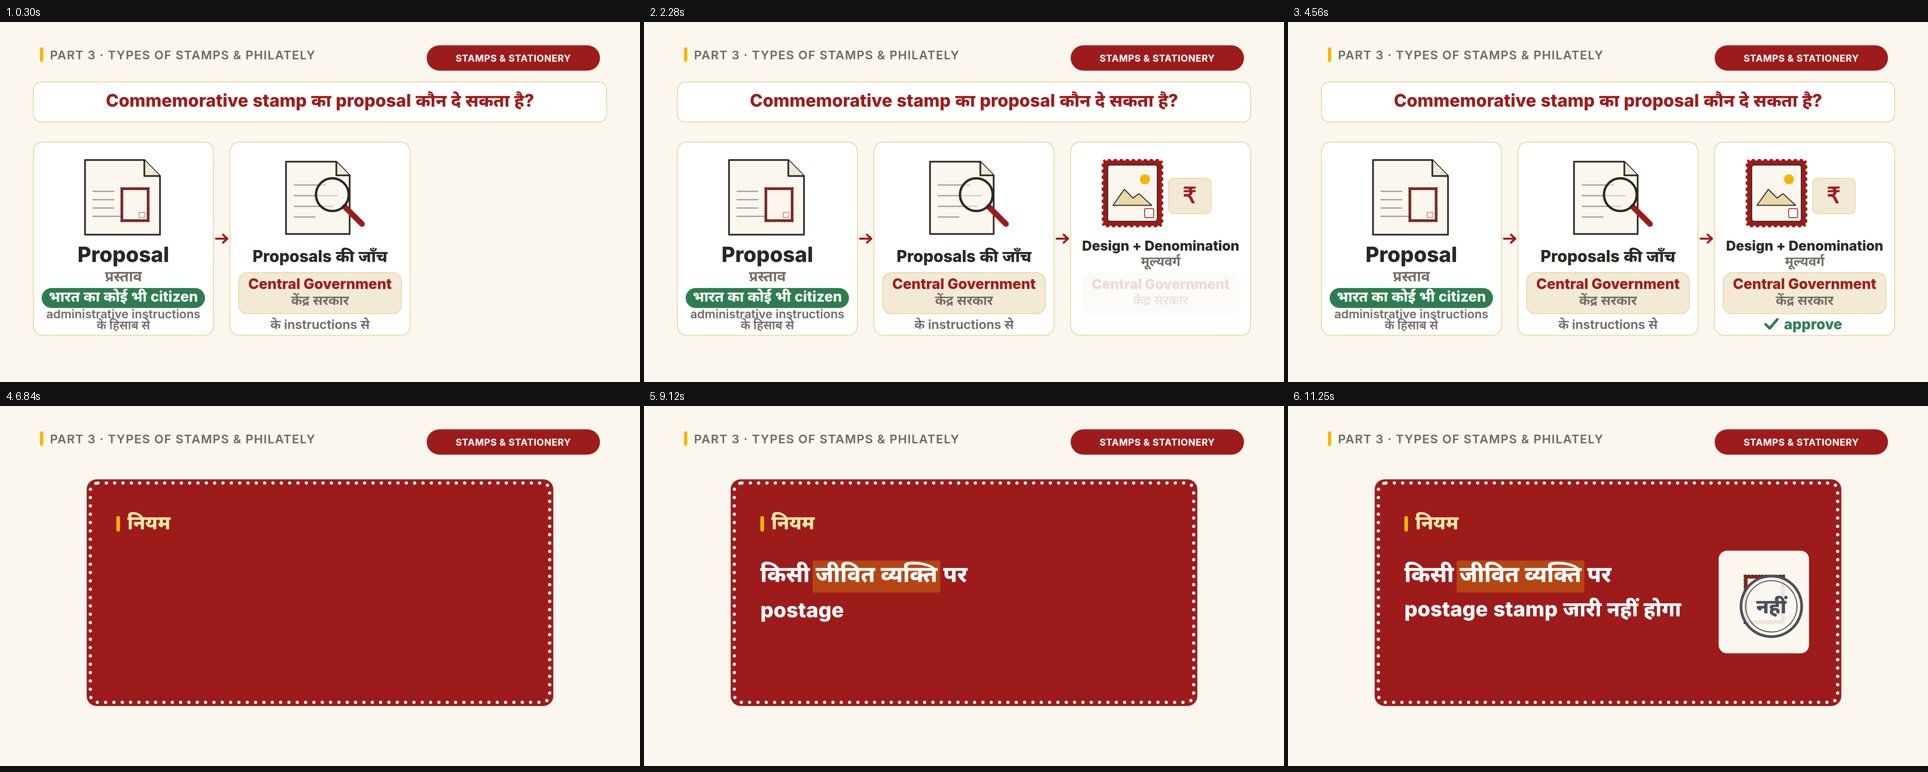 1. 0.30s
PART 3 · TYPES OF STAMPS & PHILATELY
STAMPS & STATIONERY
Commemorative stamp का proposal कौन दे सकता है?
Proposal
प्रस्ताव
भारत का कोई भी citizen
administrative instructions
के हिसाब से
Proposals की जाँच
Central Government
केंद्र सरकार
के instructions से
2. 2.28s
PART 3 · TYPES OF STAMPS & PHILATELY
STAMPS & STATIONERY
Commemorative stamp का proposal कौन दे सकता है?
Proposal
प्रस्ताव
भारत का कोई भी citizen
administrative instructions
के हिसाब से
Proposals की जाँच
Central Government
केंद्र सरकार
के instructions से
₹
Design + Denomination
मूल्यवर्ग
Central Government
केंद्र सरकार
3. 4.56s
PART 3 · TYPES OF STAMPS & PHILATELY
STAMPS & STATIONERY
Commemorative stamp का proposal कौन दे सकता है?
Proposal
प्रस्ताव
भारत का कोई भी citizen
administrative instructions
के हिसाब से
Proposals की जाँच
Central Government
केंद्र सरकार
के instructions से
₹
Design + Denomination
मूल्यवर्ग
Central Government
केंद्र सरकार
✓ approve
4. 6.84s
PART 3 · TYPES OF STAMPS & PHILATELY
STAMPS & STATIONERY
नियम
5. 9.12s
PART 3 · TYPES OF STAMPS & PHILATELY
STAMPS & STATIONERY
नियम
किसी जीवित व्यक्ति पर
postage
6. 11.25s
PART 3 · TYPES OF STAMPS & PHILATELY
STAMPS & STATIONERY
नियम
किसी जीवित व्यक्ति पर
postage stamp जारी नहीं होगा
नहीं